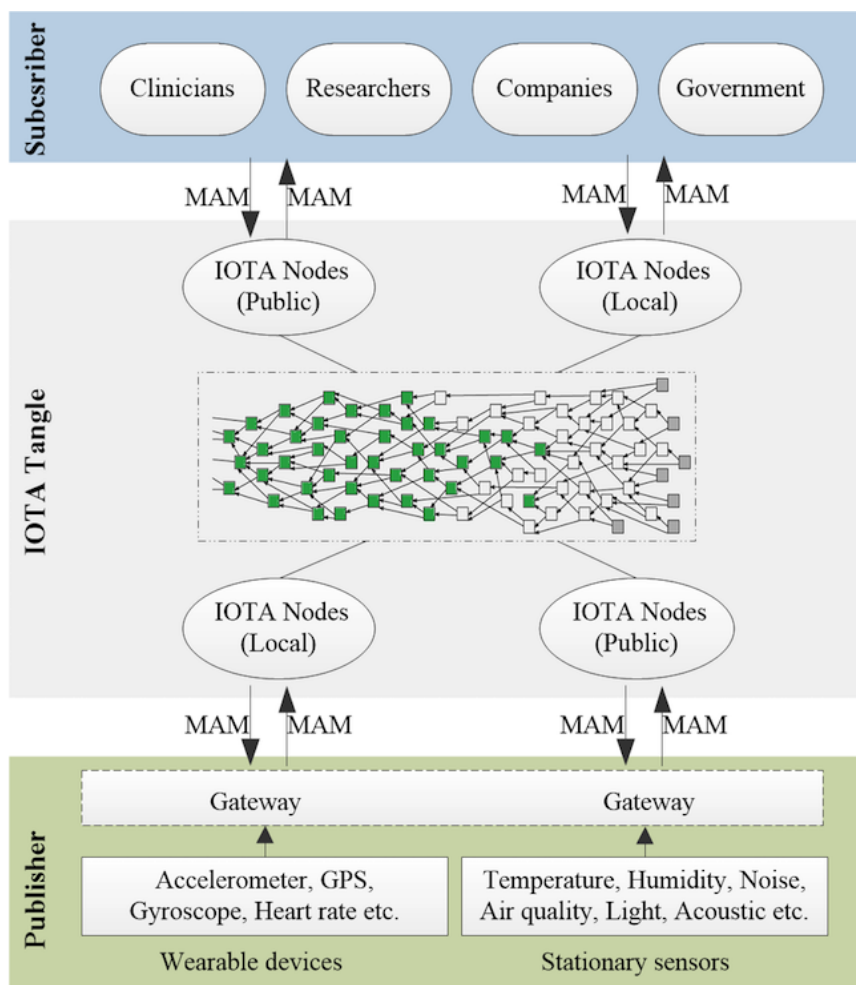 Subcsriber
Clinicians
Researchers
Companies
Government
MAM
MAM
MAM
MAM
IOTA Tangle
IOTA Nodes
(Public)
IOTA Nodes
(Local)
IOTA Nodes
(Local)
IOTA Nodes
(Public)
MAM
MAM
MAM
MAM
Publisher
Gateway
Gateway
Accelerometer, GPS,
Gyroscope, Heart rate etc.
Temperature, Humidity, Noise,
Air quality, Light, Acoustic etc.
Wearable devices
Stationary sensors